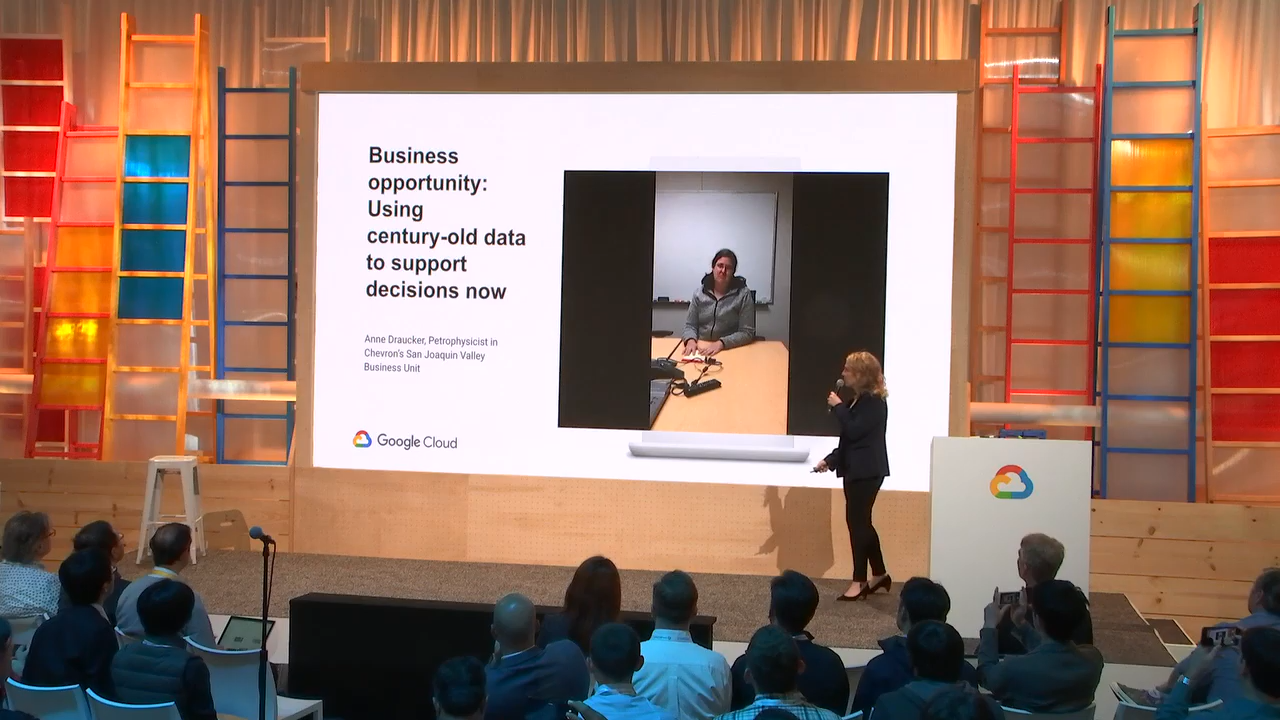 Business
opportunity:
Using
century-old data
to support
decisions now
Anne Draucker, Petrophysicist in
Chevron's San Joaquin Valley
Business Unit
Google Cloud